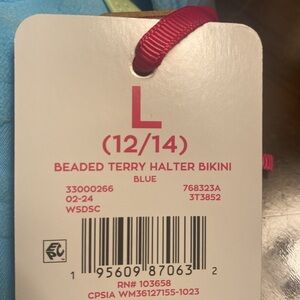 L
(12/14)
BEADED TERRY HALTER BIKINI
BLUE
33000266 768323A
02-24 3T3852
WSDSC
1 95609 87063 2
RN# 103658
CPSIA WM36127155-1023